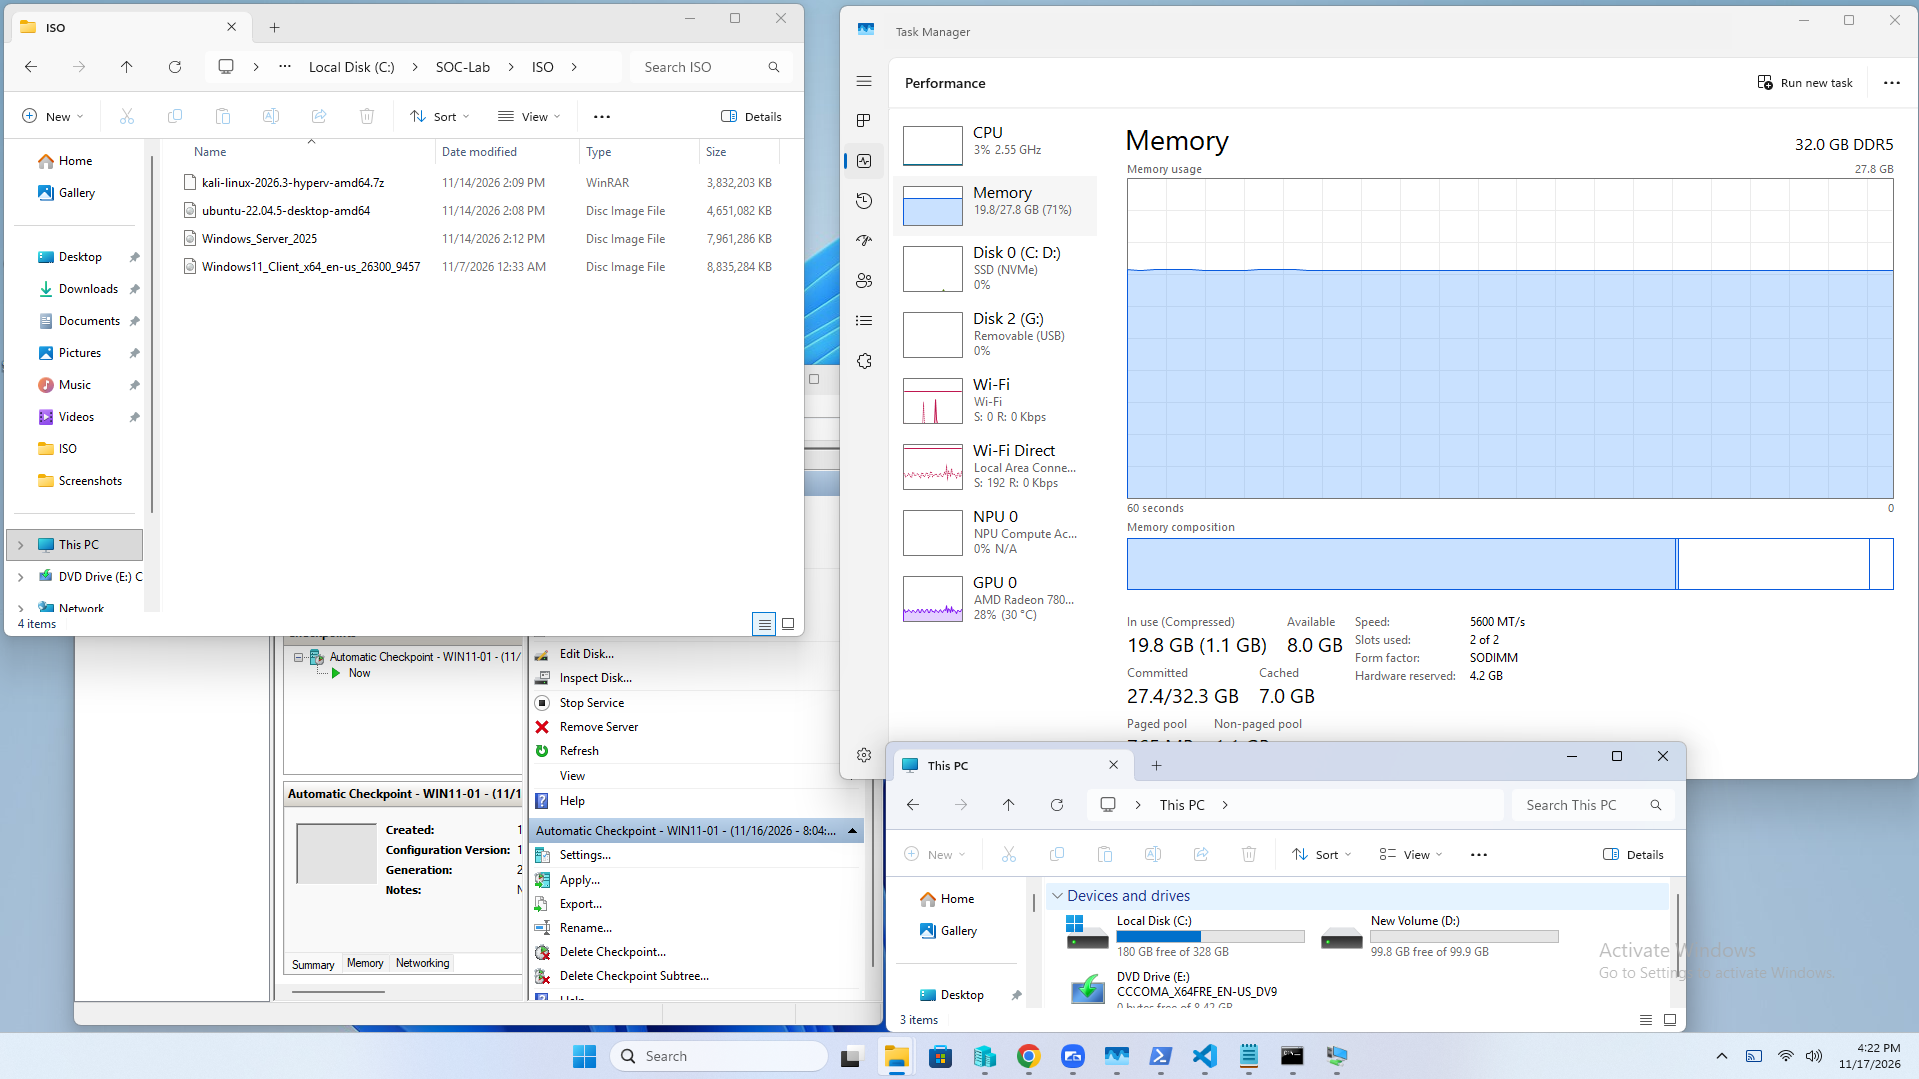 ISO
Local Disk (C:)
SOC-Lab
ISO
Search ISO
New
Sort
View
Details
Name
Date modified
Type
Size
kali-linux-2026.3-hyperv-amd64.7z 11/14/2026 2:09 PM WinRAR 3,832,203 KB
ubuntu-22.04.5-desktop-amd64 11/14/2026 2:08 PM Disc Image File 4,651,082 KB
Windows_Server_2025 11/14/2026 2:12 PM Disc Image File 7,961,286 KB
Windows11_Client_x64_en-us_26300_9457 11/7/2026 12:33 AM Disc Image File 8,835,284 KB
Home
Gallery
Desktop
Downloads
Documents
Pictures
Music
Videos
ISO
Screenshots
This PC
DVD Drive (E:) C
Network
4 items
Task Manager
Performance
Run new task
CPU
3% 2.55 GHz
Memory
19.8/27.8 GB (71%)
Disk 0 (C: D:)
SSD (NVMe)
0%
Disk 2 (G:)
Removable (USB)
0%
Wi-Fi
Wi-Fi
S: 0 R: 0 Kbps
Wi-Fi Direct
Local Area Conne...
S: 192 R: 0 Kbps
NPU 0
NPU Compute Ac...
0% N/A
GPU 0
AMD Radeon 780...
28% (30 °C)
Memory
32.0 GB DDR5
Memory usage
27.8 GB
60 seconds
0
Memory composition
In use (Compressed)
19.8 GB (1.1 GB)
Available
8.0 GB
Committed
27.4/32.3 GB
Cached
7.0 GB
Paged pool
Non-paged pool
Speed: 5600 MT/s
Slots used: 2 of 2
Form factor: SODIMM
Hardware reserved: 4.2 GB
Automatic Checkpoint - WIN11-01 - (11/
Now
Automatic Checkpoint - WIN11-01 - (11/1
Created: 1
Configuration Version: 1
Generation: 2
Notes: N
Summary
Memory
Networking
Edit Disk...
Inspect Disk...
Stop Service
Remove Server
Refresh
View
Help
Automatic Checkpoint - WIN11-01 - (11/16/2026 - 8:04:...
Settings...
Apply...
Export...
Rename...
Delete Checkpoint...
Delete Checkpoint Subtree...
Help
This PC
This PC
Search This PC
New
Sort
View
Details
Home
Gallery
Desktop
Devices and drives
Local Disk (C:)
180 GB free of 328 GB
New Volume (D:)
99.8 GB free of 99.9 GB
DVD Drive (E:)
CCCOMA_X64FRE_EN-US_DV9
0 bytes free of 8.42 GB
3 items
Activate Windows
Go to Settings to activate Windows.
Search
4:22 PM
11/17/2026